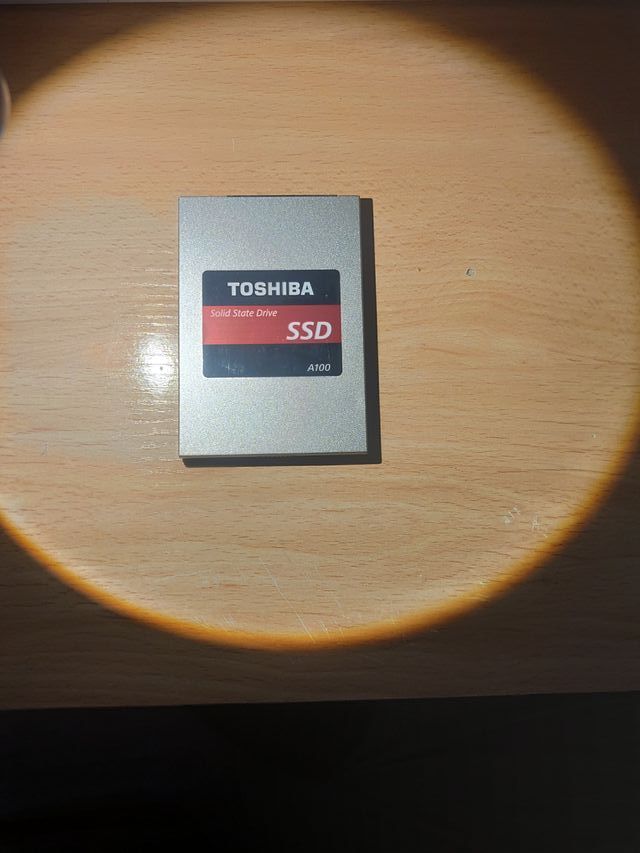 TOSHIBA
Solid State Drive
SSD
A100